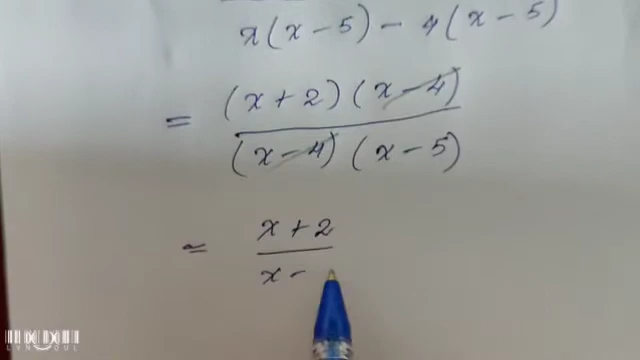 x(x-5)-4(x-5)
= (x+2)(x-4)
(x-4)(x-5)
= x+2
x-